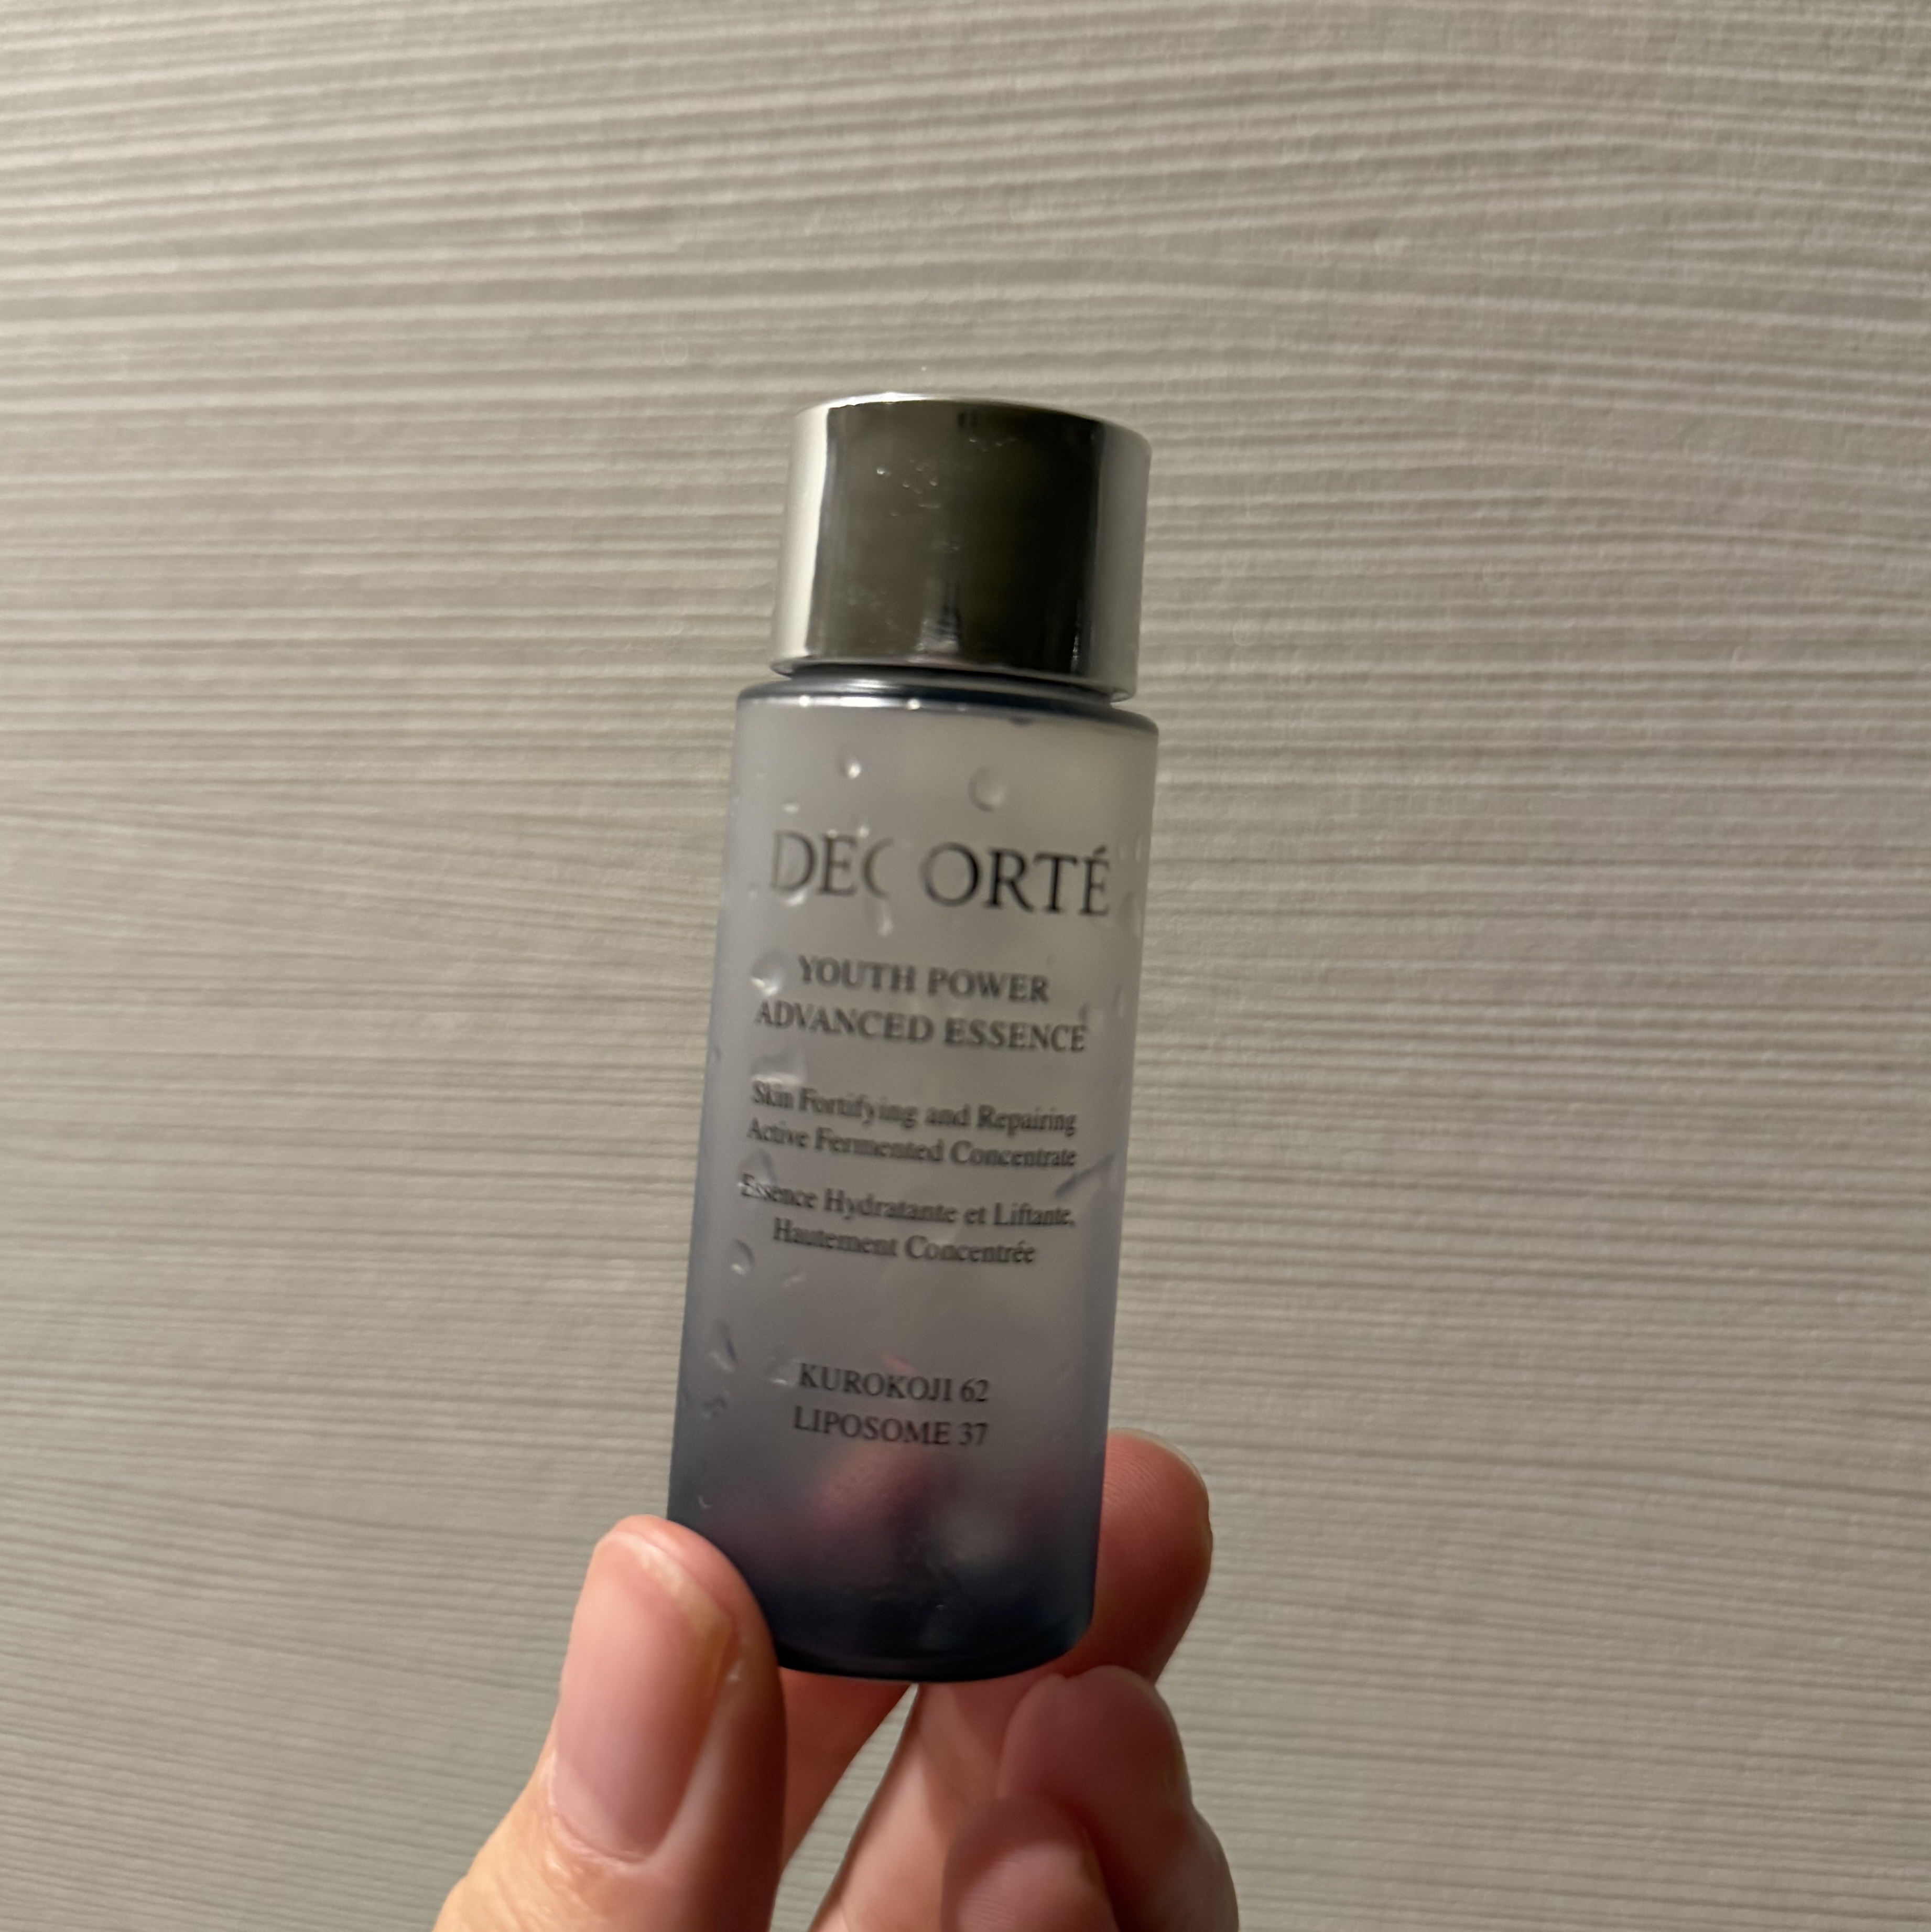 DECORTÉ
YOUTH POWER
ADVANCED ESSENCE
Skin Fortifying and Repairing
Active Fermented Concentrate
Essence Hydratante et Liftante,
Hautement Concentrée
KUROKOJI 62
LIPOSOME 37